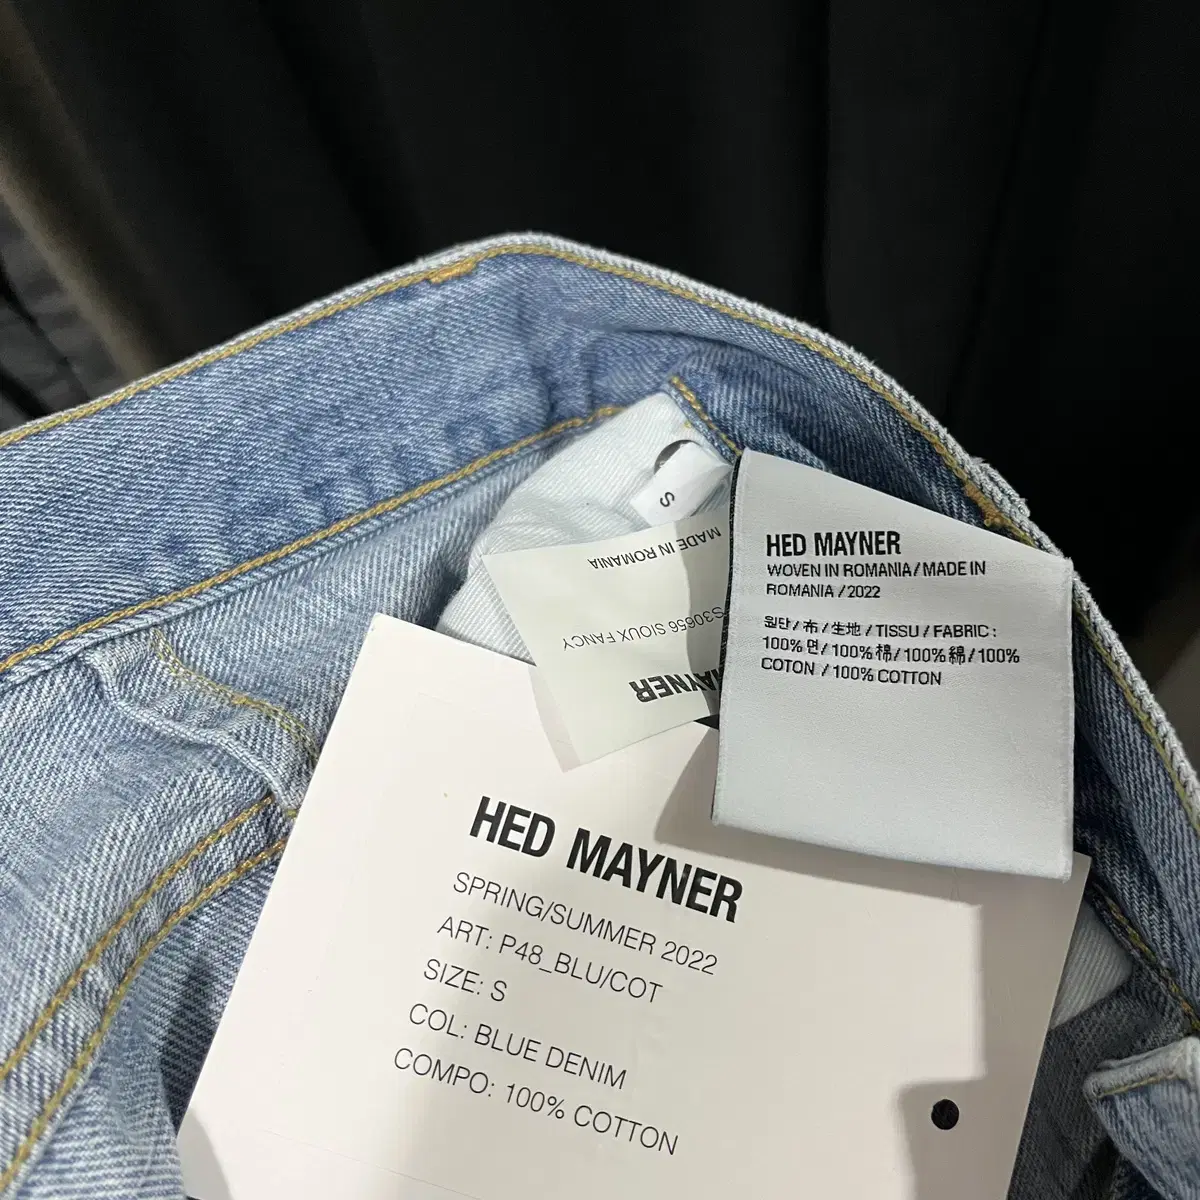 S
MADE IN ROMANIA
S30656 SIOUX FANCY
MAYNER
HED MAYNER
WOVEN IN ROMANIA / MADE IN
ROMANIA / 2022
원단 / 布 / 生地 / TISSU / FABRIC :
100% 면 / 100% 棉 / 100% 綿 / 100%
COTON / 100% COTTON
HED MAYNER
SPRING/SUMMER 2022
ART: P48_BLU/COT
SIZE: S
COL: BLUE DENIM
COMPO: 100% COTTON